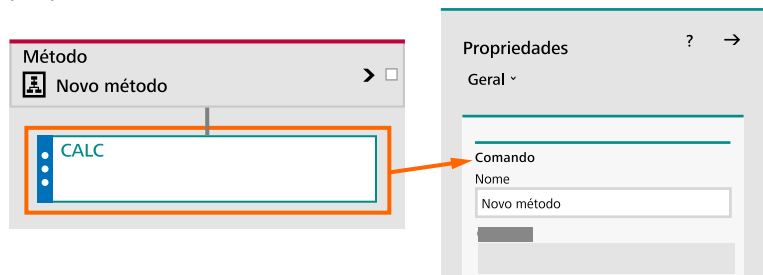 Método
Novo método
CALC
Propriedades
?
Geral
Comando
Nome
Novo método